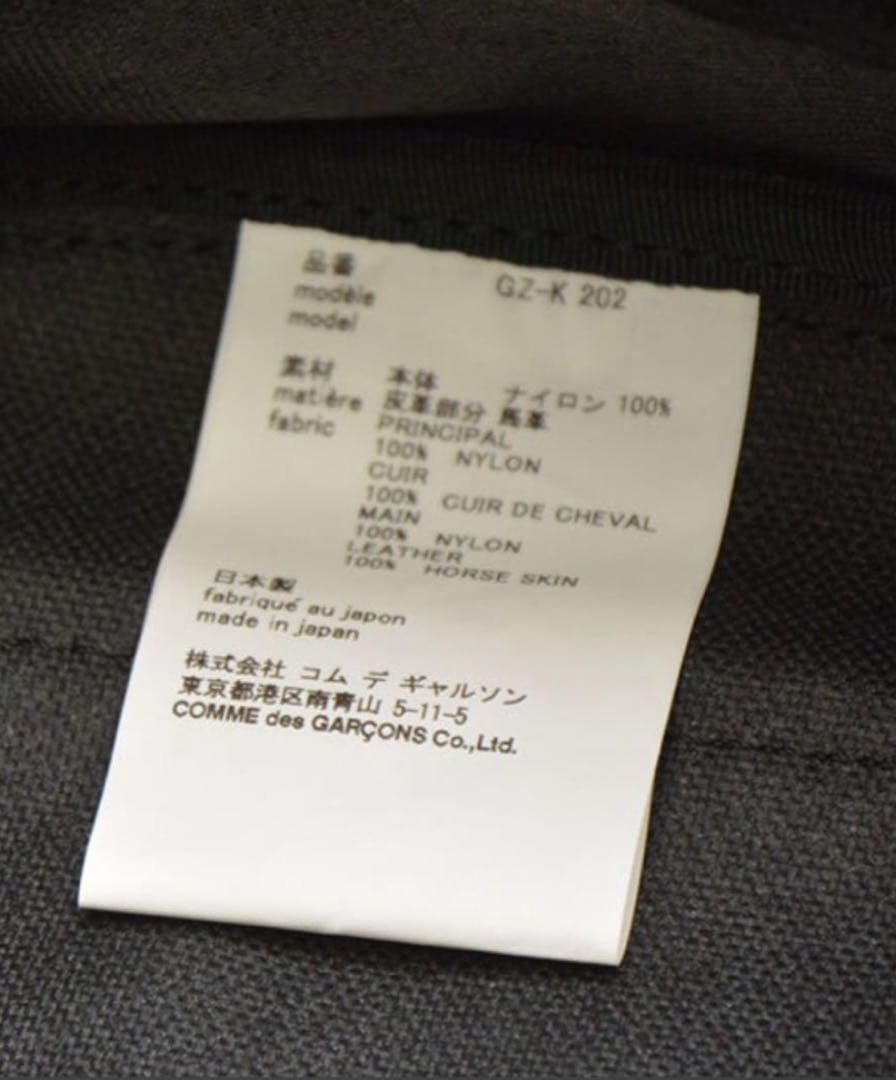 品番
modèle GZ-K 202
model
素材 本体 ナイロン 100%
matière 皮革部分 馬革
fabric PRINCIPAL
100% NYLON
CUIR
100% CUIR DE CHEVAL
MAIN
100% NYLON
LEATHER
100% HORSE SKIN
日本製
fabriqué au japon
made in japan
株式会社 コム デ ギャルソン
東京都港区南青山 5-11-5
COMME des GARÇONS Co.,Ltd.